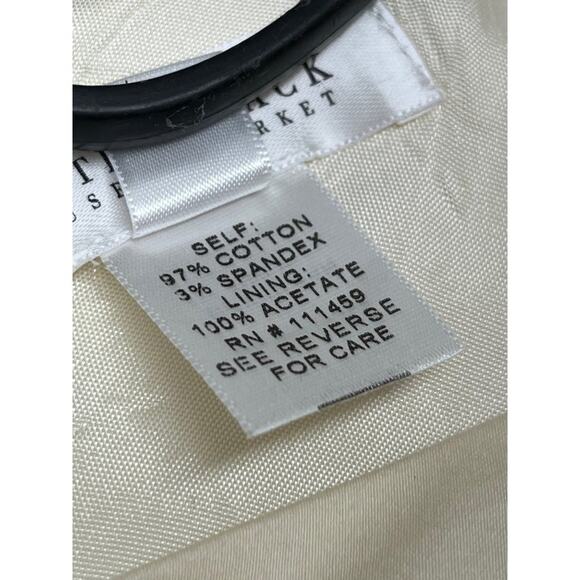 ACK
RKET
SELF:
97% COTTON
3% SPANDEX
LINING:
100% ACETATE
RN # 111459
SEE REVERSE
FOR CARE